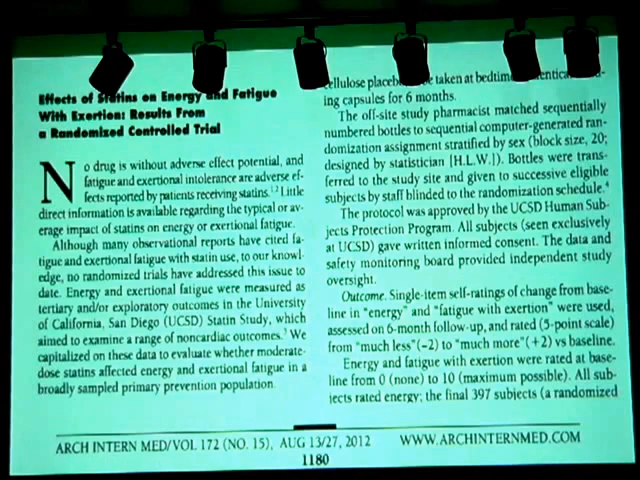 Effects of Statins on Energy and Fatigue
With Exertion: Results From
a Randomized Controlled Trial
No drug is without adverse effect potential, and
fatigue and exertional intolerance are adverse ef-
fects reported by patients receiving statins.1,2 Little
direct information is available regarding the typical or av-
erage impact of statins on energy or exertional fatigue.
Although many observational reports have cited fa-
tigue and exertional fatigue with statin use, to our knowl-
edge, no randomized trials have addressed this issue to
date. Energy and exertional fatigue were measured as
tertiary and/or exploratory outcomes in the University
of California, San Diego (UCSD) Statin Study, which
aimed to examine a range of noncardiac outcomes.3 We
capitalized on these data to evaluate whether moderate-
dose statins affected energy and exertional fatigue in a
broadly sampled primary prevention population.
cellulose taken at bedtime
ing capsules for 6 months.
The off-site study pharmacist matched sequentially
numbered bottles to sequential computer-generated ran-
domization assignment stratified by sex (block size, 20;
designed by statistician [H.L.W.]). Bottles were trans-
ferred to the study site and given to successive eligible
subjects by staff blinded to the randomization schedule.4
The protocol was approved by the UCSD Human Sub-
jects Protection Program. All subjects (seen exclusively
at UCSD) gave written informed consent. The data and
safety monitoring board provided independent study
oversight.
Outcome. Single-item self-ratings of change from base-
line in "energy" and "fatigue with exertion" were used,
assessed on 6-month follow-up, and rated (5-point scale)
from "much less" (−2) to "much more" (+2) vs baseline.
Energy and fatigue with exertion were rated at base-
line from 0 (none) to 10 (maximum possible). All sub-
jects rated energy; the final 397 subjects (a randomized
ARCH INTERN MED/VOL 172 (NO. 15), AUG 13/27, 2012 WWW.ARCHINTERNMED.COM
1180